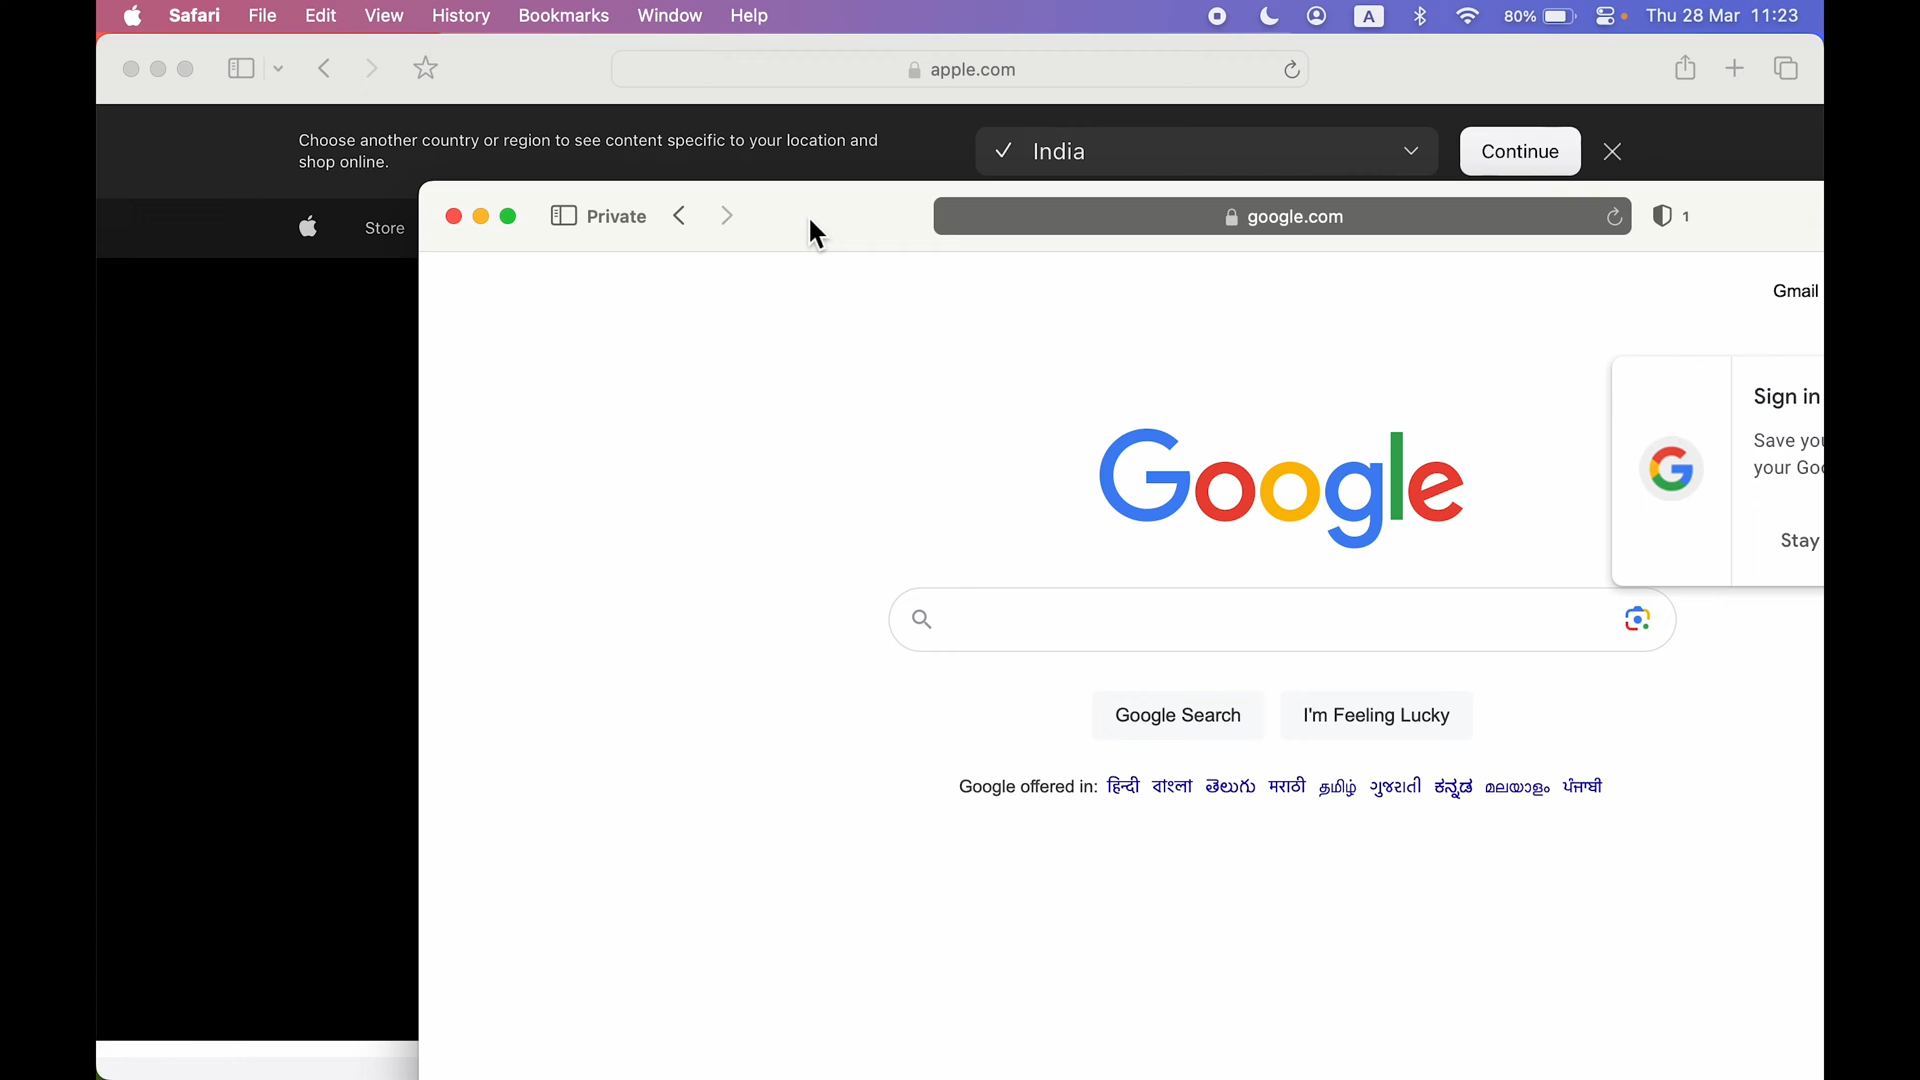 Safari File Edit View History Bookmarks Window Help A 80% Thu 28 Mar 11:23
apple.com
Choose another country or region to see content specific to your location and
shop online.
India
Continue
Store
Private
google.com
1
Gmail
Google
Sign in
Save you
your Goo
Stay
Google Search
I'm Feeling Lucky
Google offered in: हिन्दी বাংলা తెలుగు मराठी தமிழ் ગુજરાતી ಕನ್ನಡ മലയാളം ਪੰਜਾਬੀ